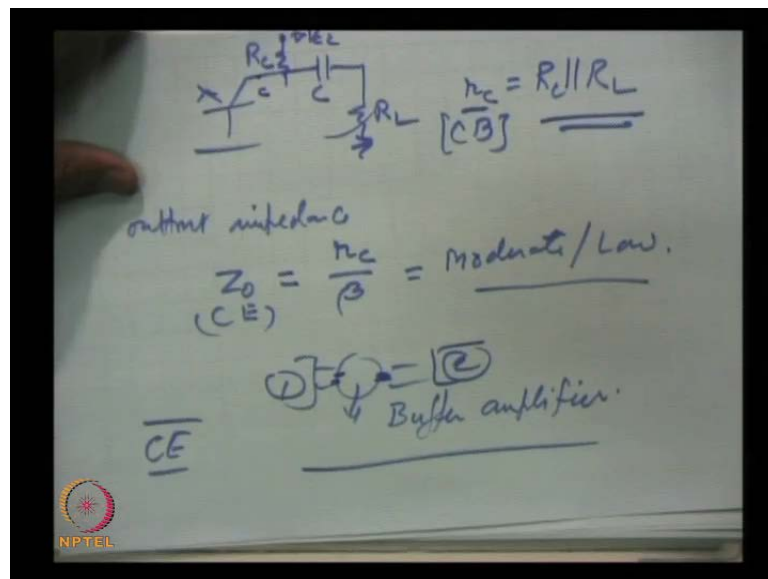 Rc
C
C
RL
rc = Rc || RL
[CB]
output impedance
Zo = rc / β = Moderate/Low.
(CE)
1 2
Buffer amplifier.
CE
NPTEL